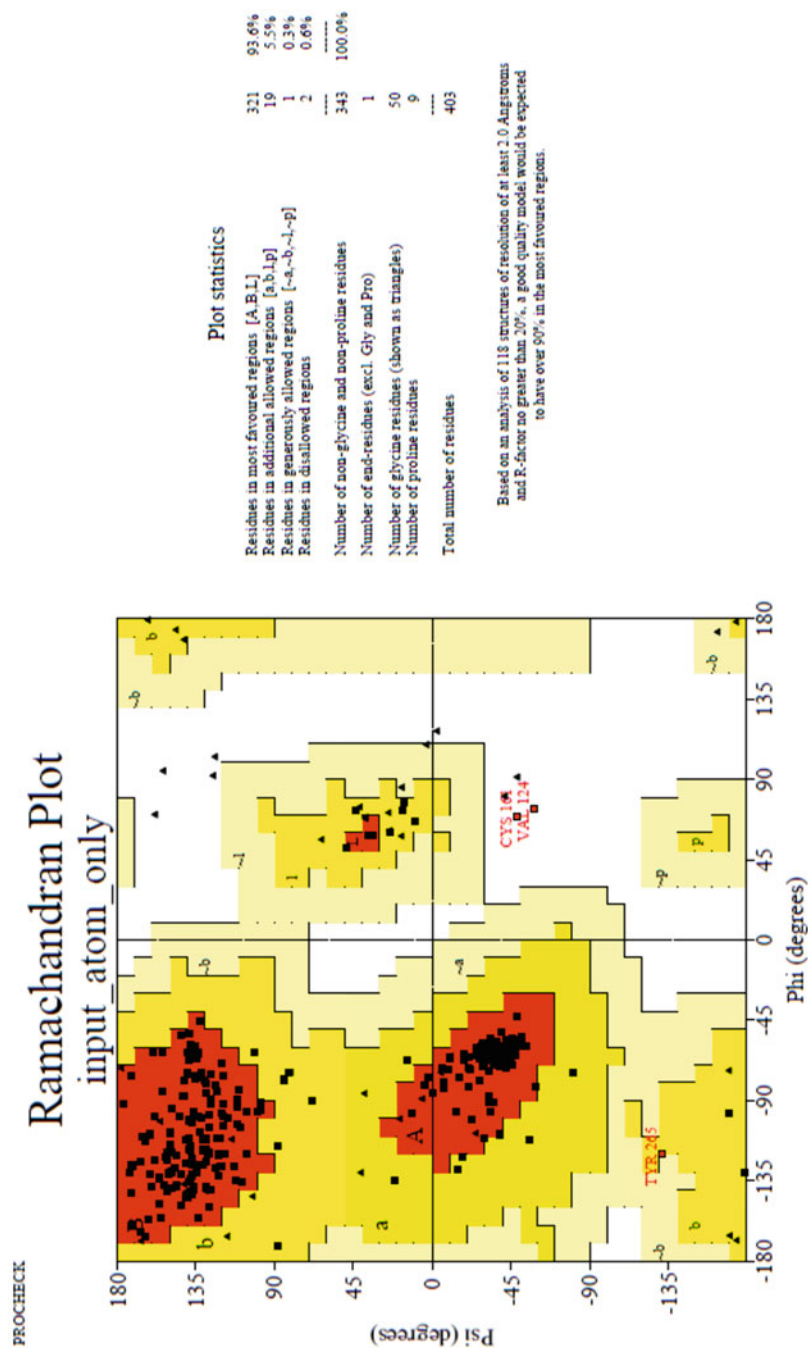 PROCHECK
Ramachandran Plot
input_atom_only
180
135
90
45
0
-45
-90
-135
Psi (degrees)
B
b
b
~b
~b
b
~b
A
a
~a
L
l
~l
p
~p
~b
b
~b
CYS 161
VAL 124
TYR 265
-180
-135
-90
-45
0
45
90
135
180
Phi (degrees)
Plot statistics
Residues in most favoured regions [A,B,L] 321 93.6%
Residues in additional allowed regions [a,b,l,p] 19 5.5%
Residues in generously allowed regions [~a,~b,~l,~p] 1 0.3%
Residues in disallowed regions 2 0.6%
---- ------
Number of non-glycine and non-proline residues 343 100.0%
Number of end-residues (excl. Gly and Pro) 1
Number of glycine residues (shown as triangles) 50
Number of proline residues 9
----
Total number of residues 403
Based on an analysis of 118 structures of resolution of at least 2.0 Angstroms
and R-factor no greater than 20%, a good quality model would be expected
to have over 90% in the most favoured regions.